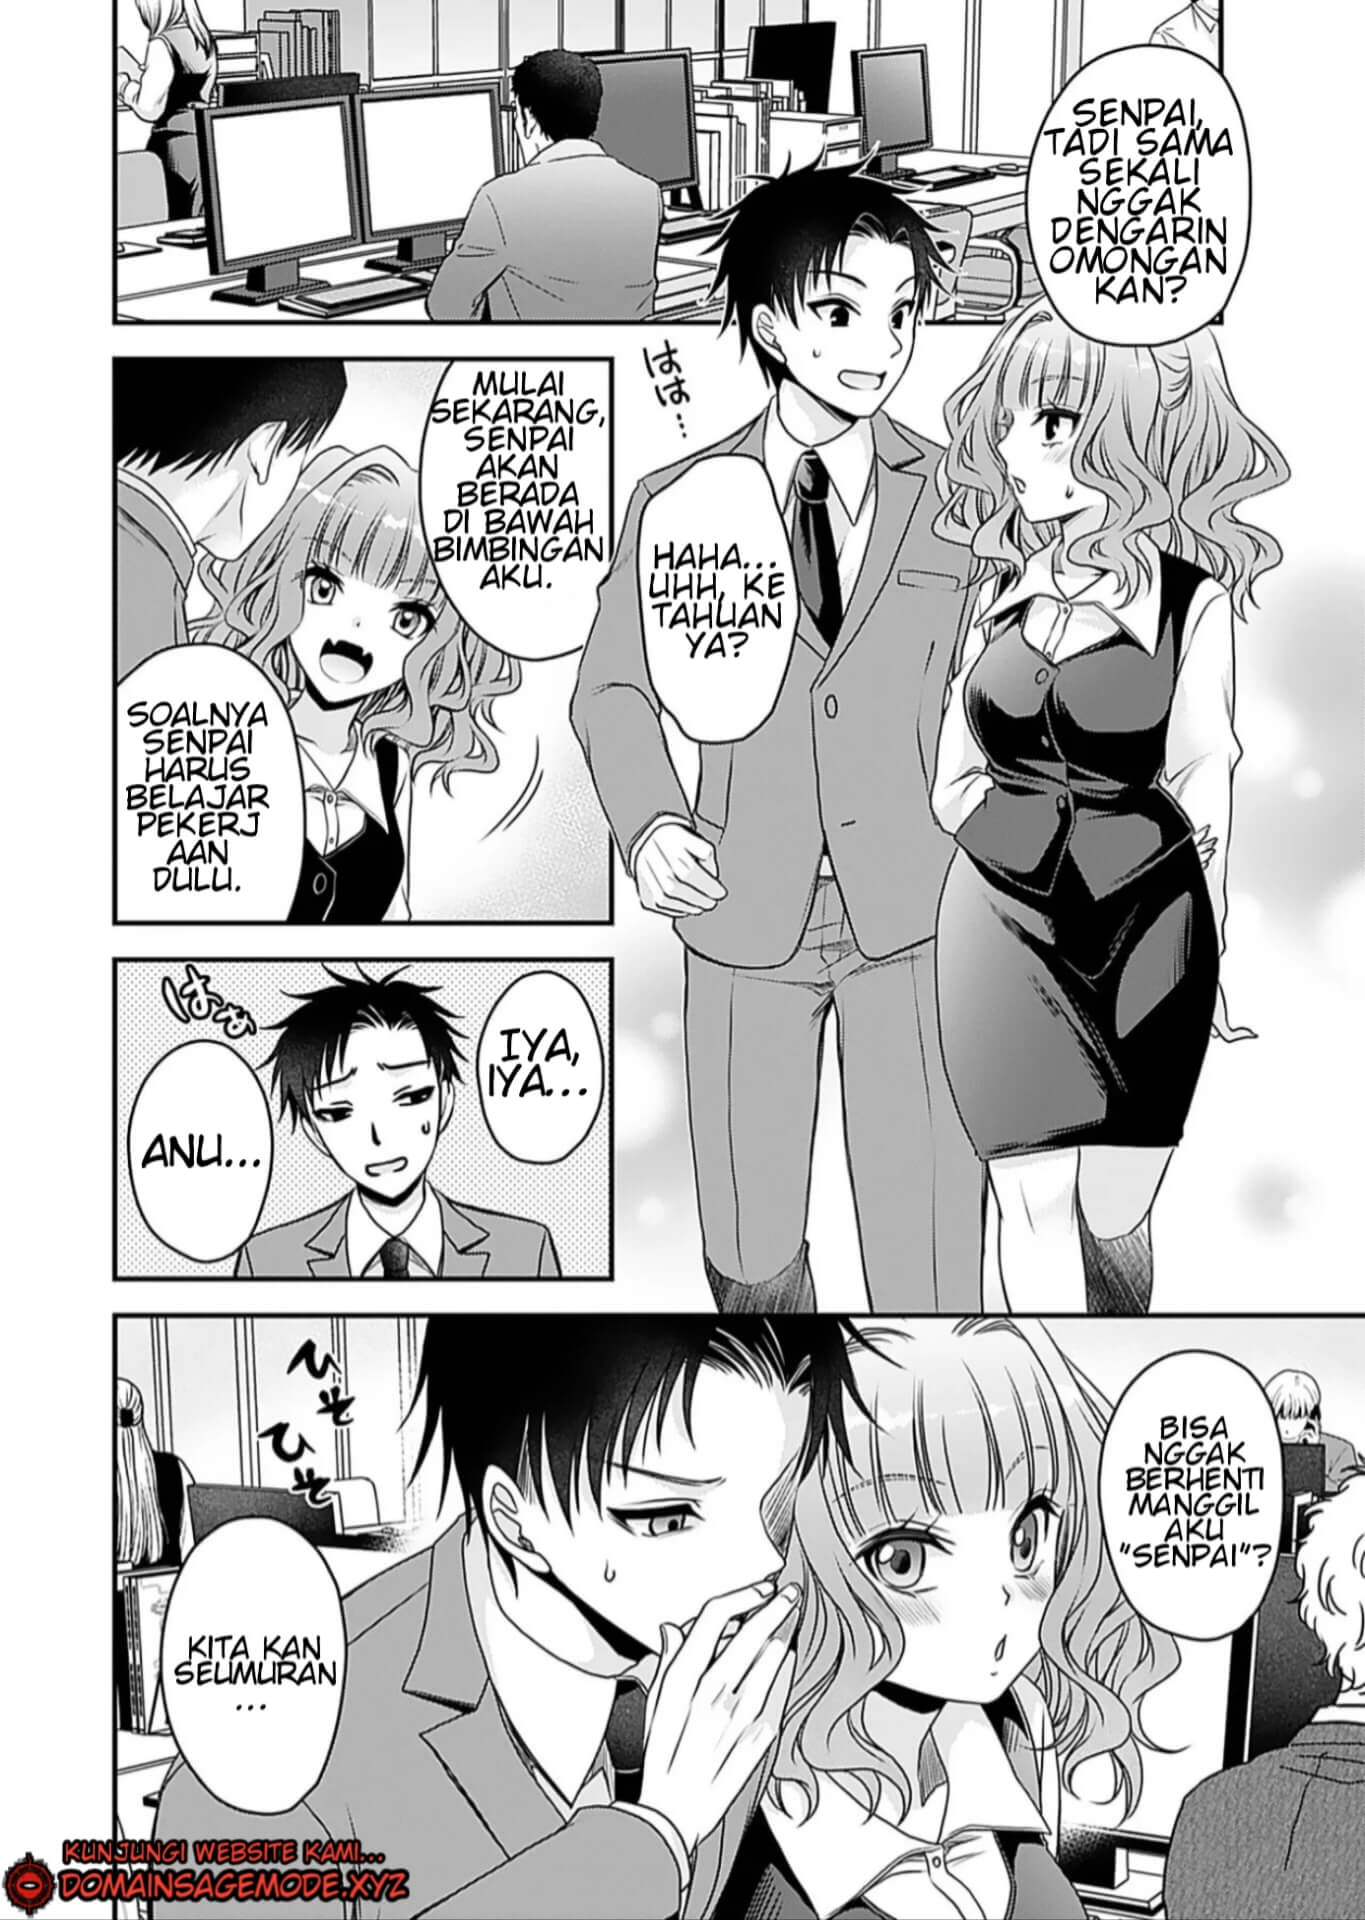 SENPAI,
TADI SAMA
SEKALI
NGGAK
DENGARIN
OMONGAN
KAN?
はは…
HAHA...
UHH, KE
TAHUAN
YA?
MULAI
SEKARANG,
SENPAI
AKAN
BERADA
DI BAWAH
BIMBINGAN
AKU.
SOALNYA
SENPAI
HARUS
BELAJAR
PEKERJ
AAN
DULU.
IYA,
IYA...
はぁ
ANU...
BISA
NGGAK
BERHENTI
MANGGIL
AKU
"SENPAI"?
ひそ
ひそ
KITA KAN
SEUMURAN
...
KUNJUNGI WEBSITE KAMI...
DOMAINSAGEMODE.XYZ